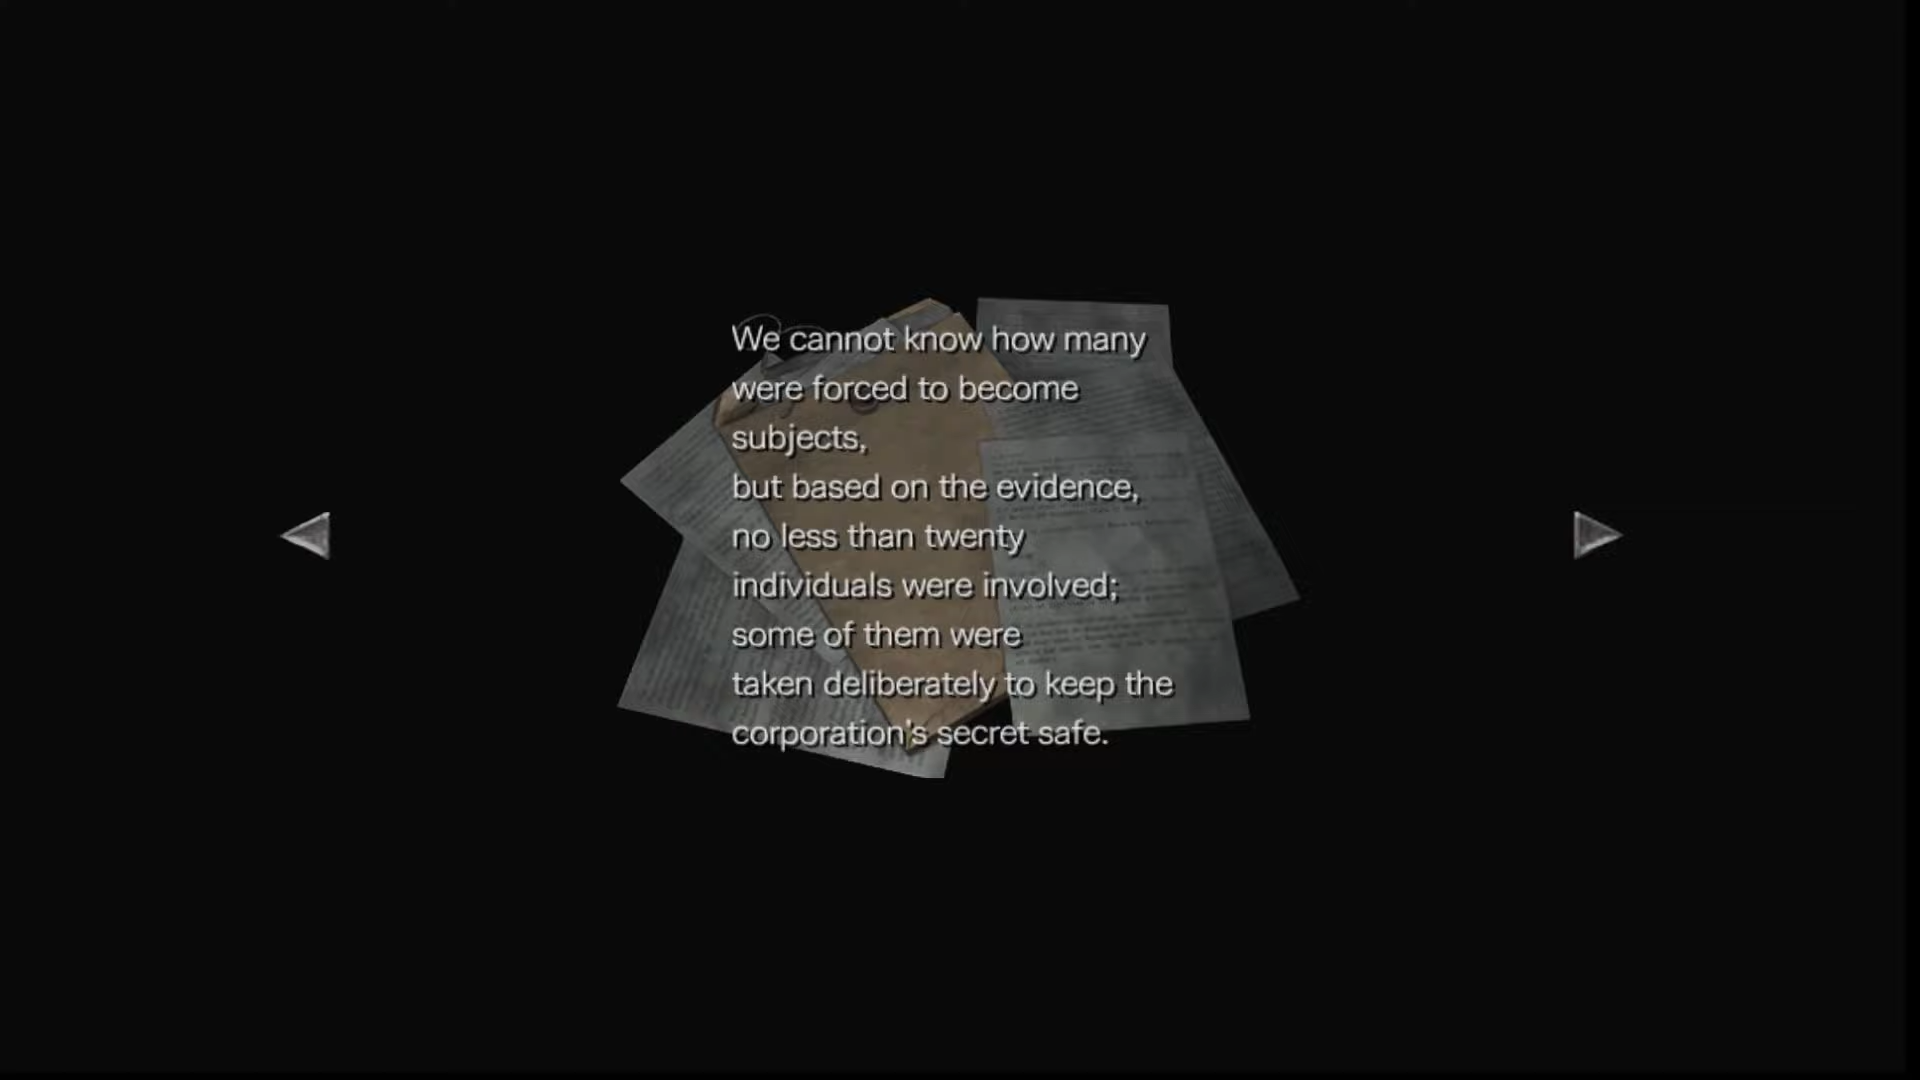 We cannot know how many
were forced to become
subjects,
but based on the evidence,
no less than twenty
individuals were involved;
some of them were
taken deliberately to keep the
corporation's secret safe.